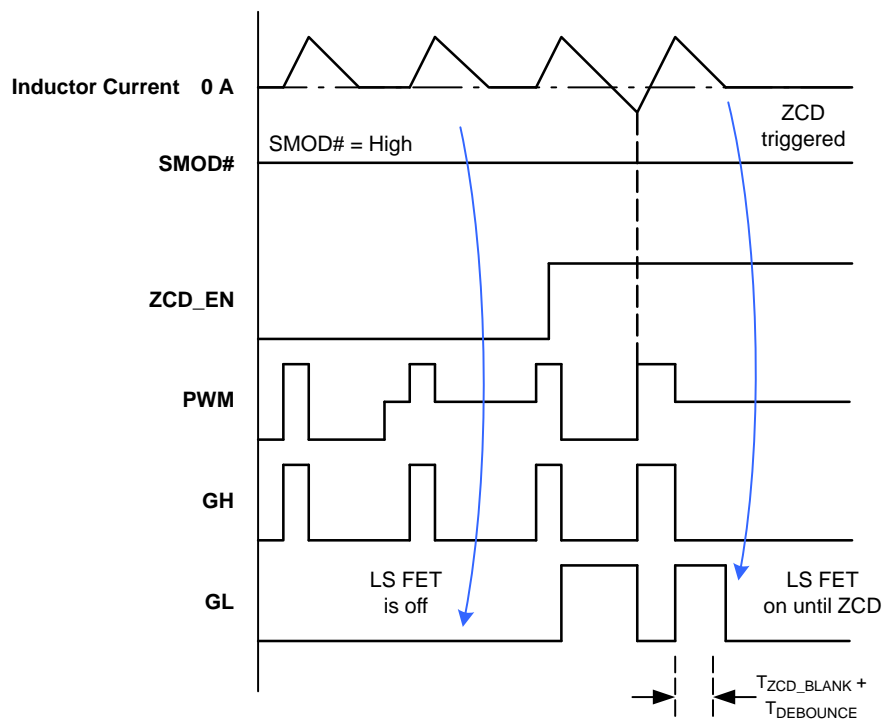 Inductor Current 0 A
ZCD
triggered
SMOD# = High
SMOD#
ZCD_EN
PWM
GH
LS FET
is off
LS FET
on until ZCD
GL
TZCD_BLANK +
TDEBOUNCE